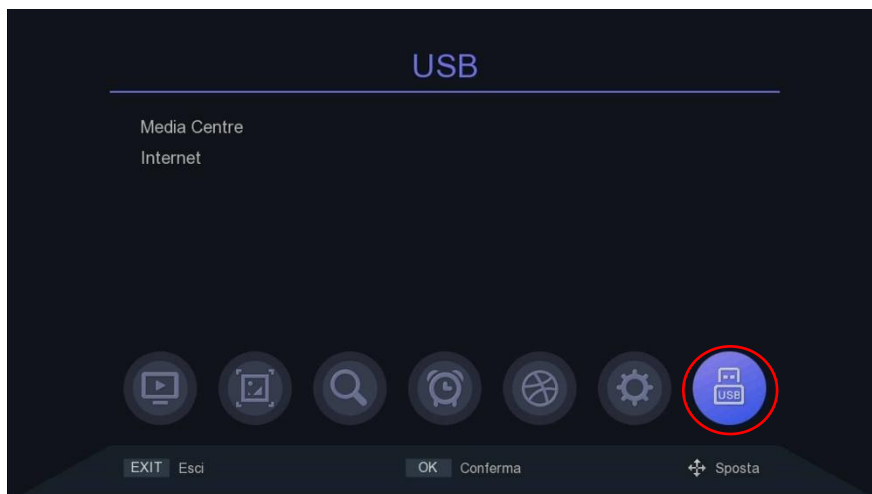 USB
Media Centre
Internet
USB
EXIT Esci OK Conferma Sposta